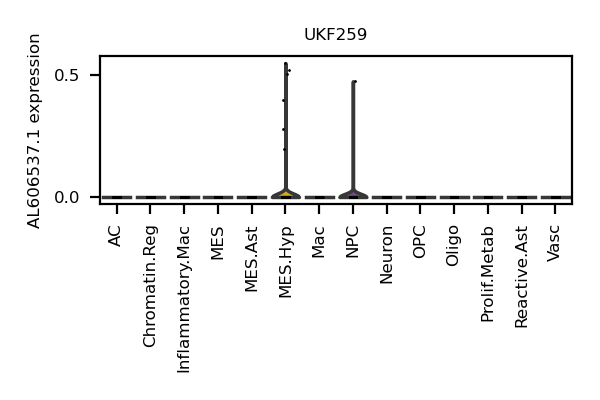 UKF259
AL606537.1 expression
0.5
0.0
AC
Chromatin.Reg
Inflammatory.Mac
MES
MES.Ast
MES.Hyp
Mac
NPC
Neuron
OPC
Oligo
Prolif.Metab
Reactive.Ast
Vasc